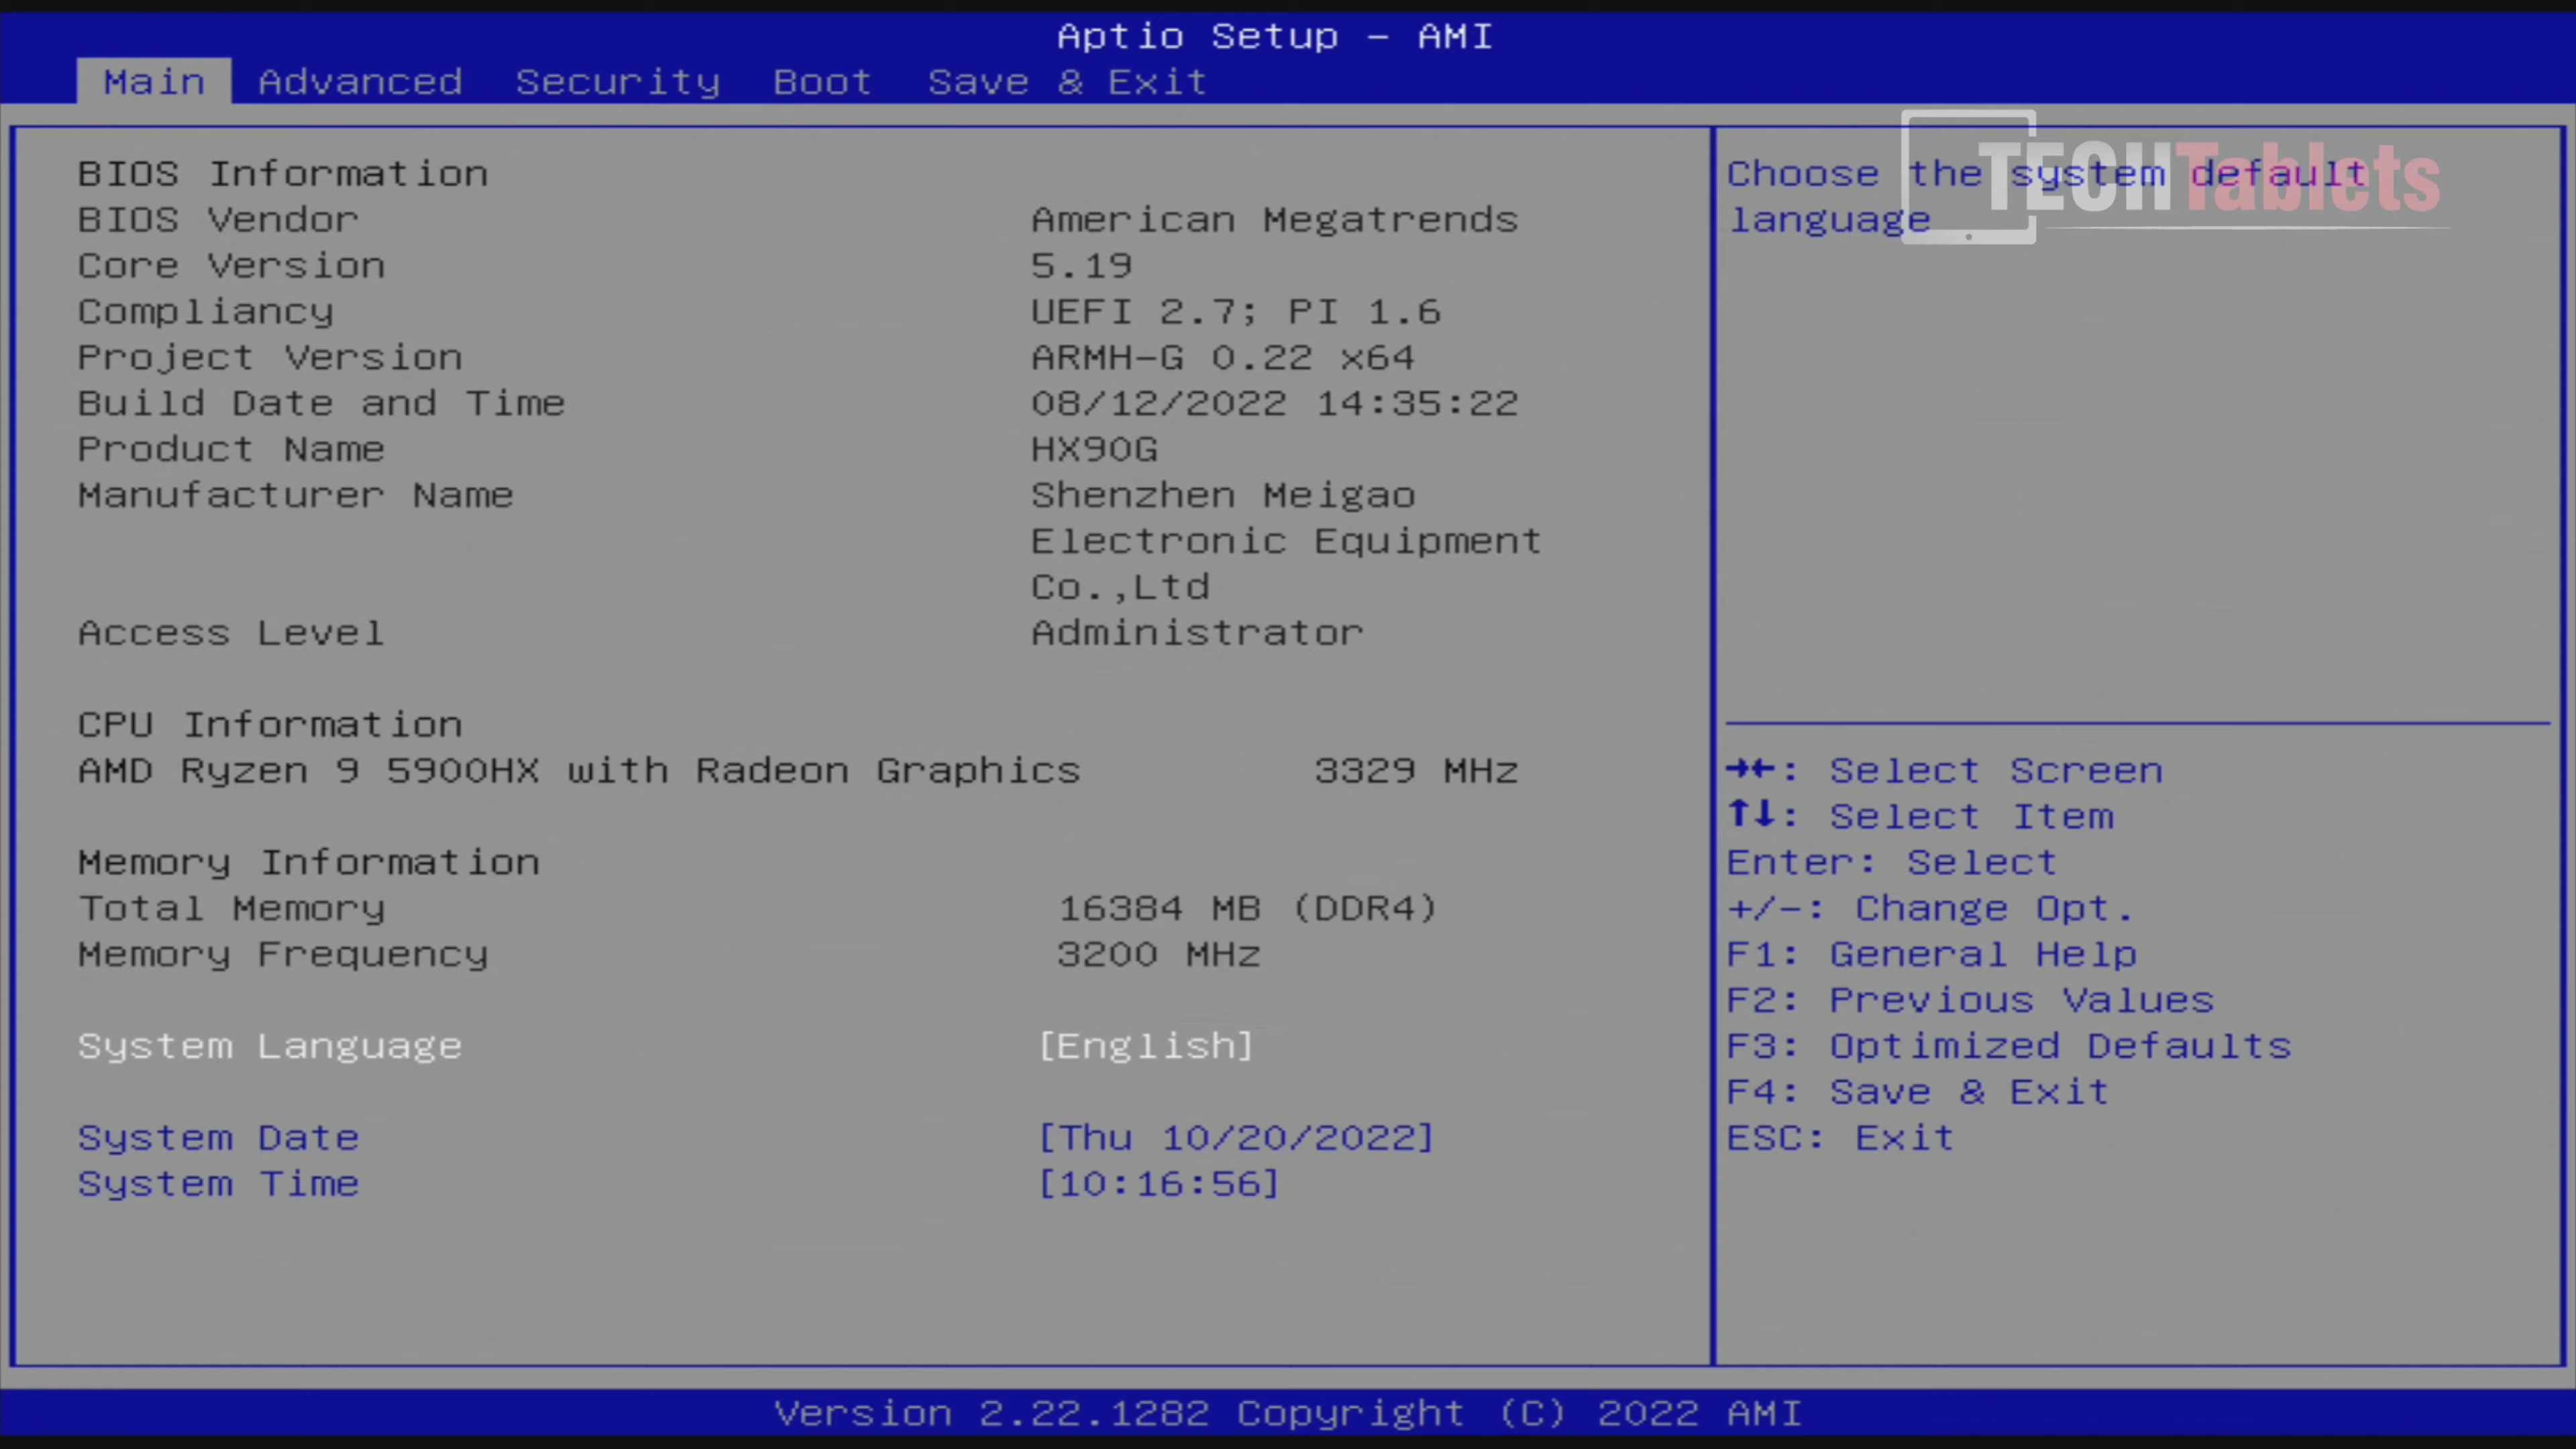 Aptio Setup - AMI
Main Advanced Security Boot Save & Exit
BIOS Information
BIOS Vendor American Megatrends
Core Version 5.19
Compliancy UEFI 2.7; PI 1.6
Project Version ARMH-G 0.22 x64
Build Date and Time 08/12/2022 14:35:22
Product Name HX90G
Manufacturer Name Shenzhen Meigao
Electronic Equipment
Co.,Ltd
Access Level Administrator
CPU Information
AMD Ryzen 9 5900HX with Radeon Graphics 3329 MHz
Memory Information
Total Memory 16384 MB (DDR4)
Memory Frequency 3200 MHz
System Language [English]
System Date [Thu 10/20/2022]
System Time [10:16:56]
Choose the system default
language
TECHTablets
→←: Select Screen
↑↓: Select Item
Enter: Select
+/-: Change Opt.
F1: General Help
F2: Previous Values
F3: Optimized Defaults
F4: Save & Exit
ESC: Exit
Version 2.22.1282 Copyright (C) 2022 AMI